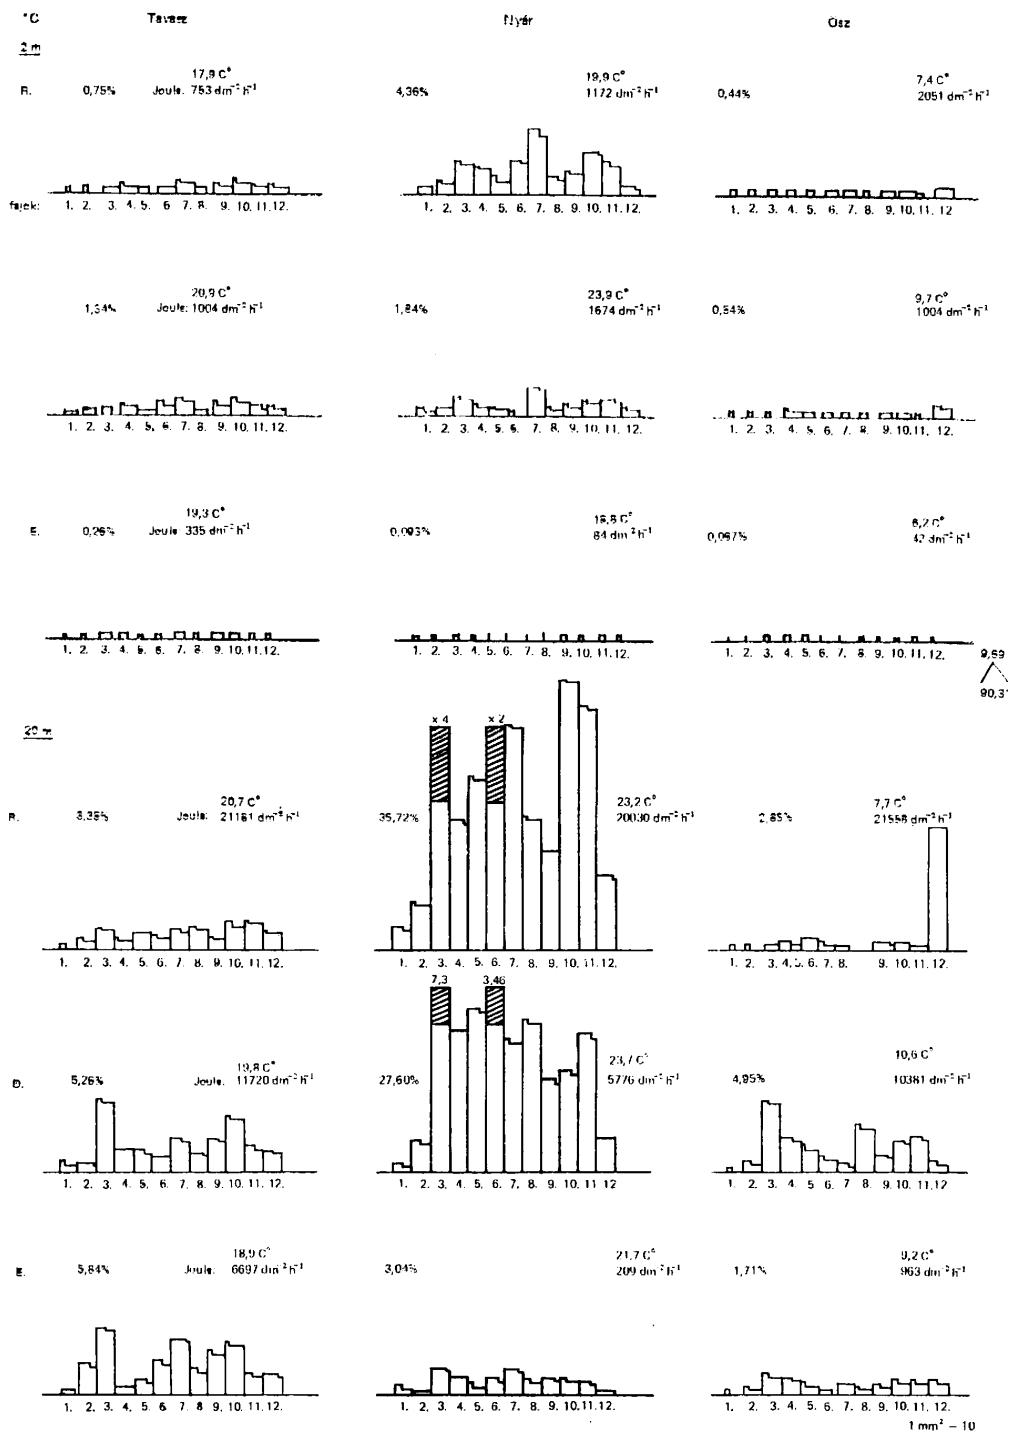 °C Tavasz Nyár Ősz
2 m
17,9 C° 19,9 C° 7,4 C°
R. 0,75% Joule: 753 dm⁻² h⁻¹ 4,36% 1172 dm⁻² h⁻¹ 0,44% 2051 dm⁻² h⁻¹
fajok: 1. 2. 3. 4. 5. 6. 7. 8. 9. 10. 11. 12. 1. 2. 3. 4. 5. 6. 7. 8. 9. 10. 11. 12. 1. 2. 3. 4. 5. 6. 7. 8. 9. 10. 11. 12
20,9 C° 23,9 C° 9,7 C°
1,34% Joule: 1004 dm⁻² h⁻¹ 1,84% 1674 dm⁻² h⁻¹ 0,54% 1004 dm⁻² h⁻¹
1. 2. 3. 4. 5. 6. 7. 8. 9. 10. 11. 12. 1. 2. 3. 4. 5. 6. 7. 8. 9. 10. 11. 12. 1. 2. 3. 4. 5. 6. 7. 8. 9. 10. 11. 12.
19,3 C° C° 6,2 C°
E. 0,26% Joule: 335 dm⁻² h⁻¹ 0,093% 84 dm⁻² h⁻¹ 0,097% 42 dm⁻² h⁻¹
1. 2. 3. 4. 5. 6. 7. 8. 9. 10. 11. 12. 1. 2. 3. 4. 5. 6. 7. 8. 9. 10. 11. 12. 1. 2. 3. 4. 5. 6. 7. 8. 9. 10. 11. 12.
9,69
90,31
20 m
x 4 x 2
20,7 C° 23,2 C° 7,7 C°
R. Joule: 21161 dm⁻² h⁻¹ 35,72% 20030 dm⁻² h⁻¹ 2,85% 21556 dm⁻² h⁻¹
1. 2. 3. 4. 5. 6. 7. 8. 9. 10. 11. 12. 1. 2. 3. 4. 5. 6. 7. 8. 9. 10. 11. 12. 1. 2. 3. 4. 5. 6. 7. 8. 9. 10. 11. 12.
7,3 3,46
19,8 C° 23,7 C° 10,6 C°
D. 5,26% Joule: 11720 dm⁻² h⁻¹ 27,60% 5776 dm⁻² h⁻¹ 4,95% 10381 dm⁻² h⁻¹
1. 2. 3. 4. 5. 6. 7. 8. 9. 10. 11. 12. 1. 2. 3. 4. 5. 6. 7. 8. 9. 10. 11 12 1. 2. 3. 4. 5. 6. 7 8. 9. 10. 11. 12
18,9 C° 21,7 C° 9,2 C°
E. 5,84% Joule: 6697 dm⁻² h⁻¹ 3,04% 209 dm⁻² h⁻¹ 1,71% 963 dm⁻² h⁻¹
1. 2. 3. 4. 5. 6. 7. 8 9. 10. 11. 12. 1. 2. 3. 4. 5. 6. 7. 8. 9. 10. 11. 12. 1. 2. 3. 4. 5. 6. 7. 8. 9. 10. 11. 12.
1 mm² – 10